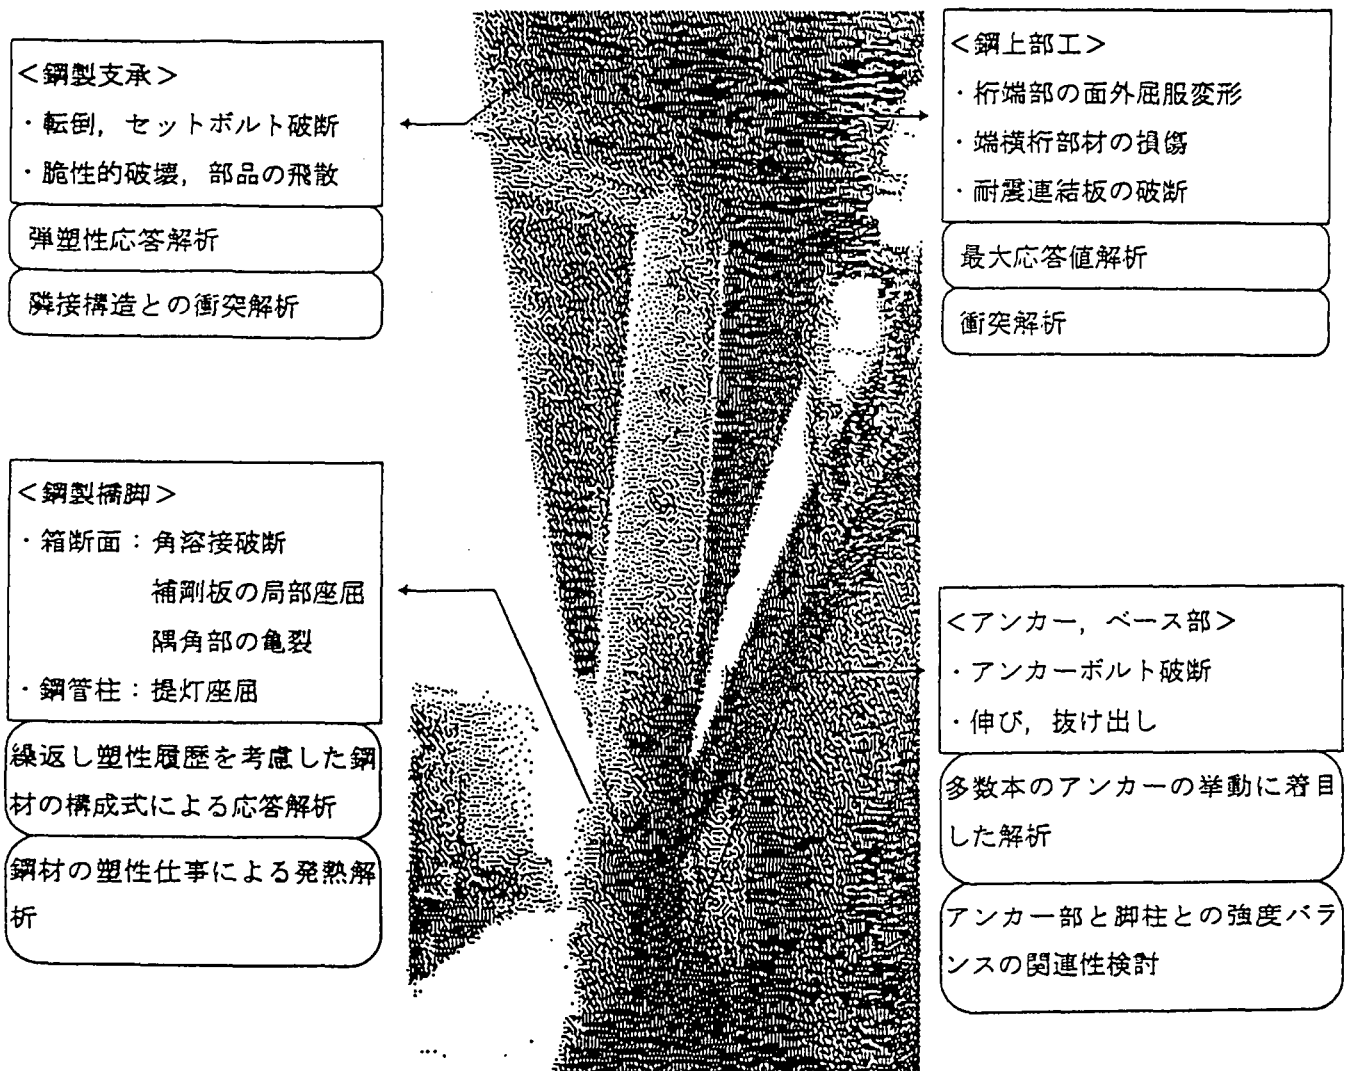 ＜鋼製支承＞
・転倒，セットボルト破断
・脆性的破壊，部品の飛散
弾塑性応答解析
隣接構造との衝突解析
＜鋼上部工＞
・桁端部の面外屈服変形
・端横桁部材の損傷
・耐震連結板の破断
最大応答値解析
衝突解析
＜鋼製橋脚＞
・箱断面：角溶接破断
補剛板の局部座屈
隅角部の亀裂
・鋼管柱：提灯座屈
繰返し塑性履歴を考慮した鋼
材の構成式による応答解析
鋼材の塑性仕事による発熱解
析
＜アンカー，ベース部＞
・アンカーボルト破断
・伸び，抜け出し
多数本のアンカーの挙動に着目
した解析
アンカー部と脚柱との強度バラ
ンスの関連性検討